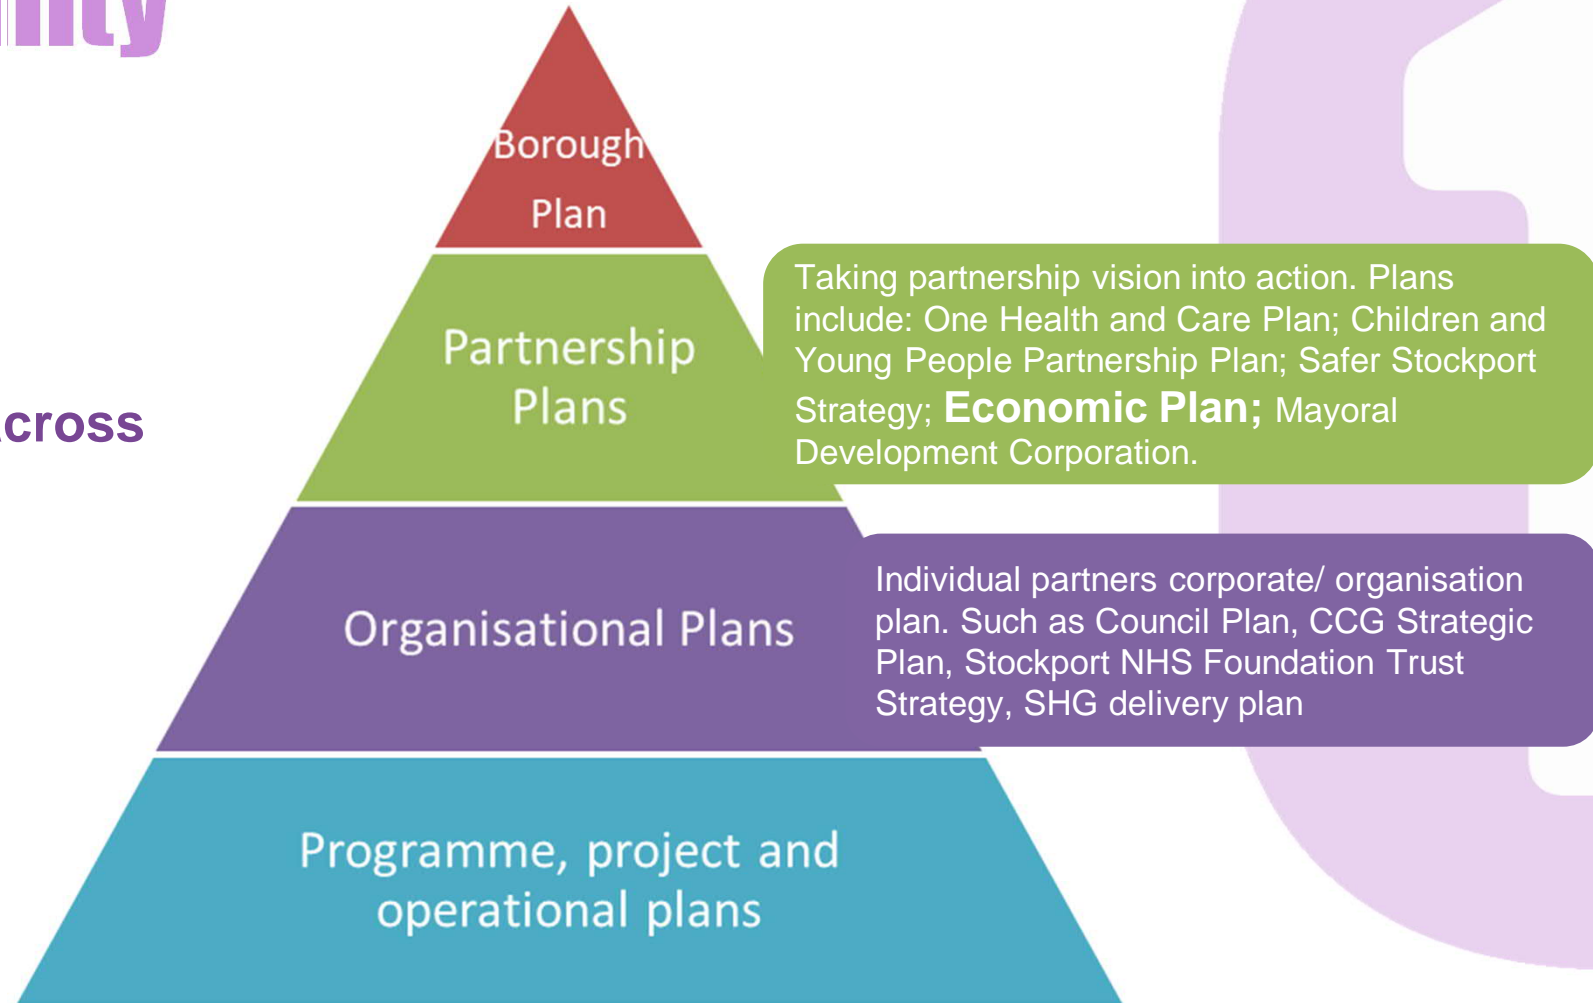 Borough
Plan
Partnership
Plans
Taking partnership vision into action. Plans
include: One Health and Care Plan; Children and
Young People Partnership Plan; Safer Stockport
Strategy; Economic Plan; Mayoral
Development Corporation.
cross
Organisational Plans
Individual partners corporate/ organisation
plan. Such as Council Plan, CCG Strategic
Plan, Stockport NHS Foundation Trust
Strategy, SHG delivery plan
Programme, project and
operational plans